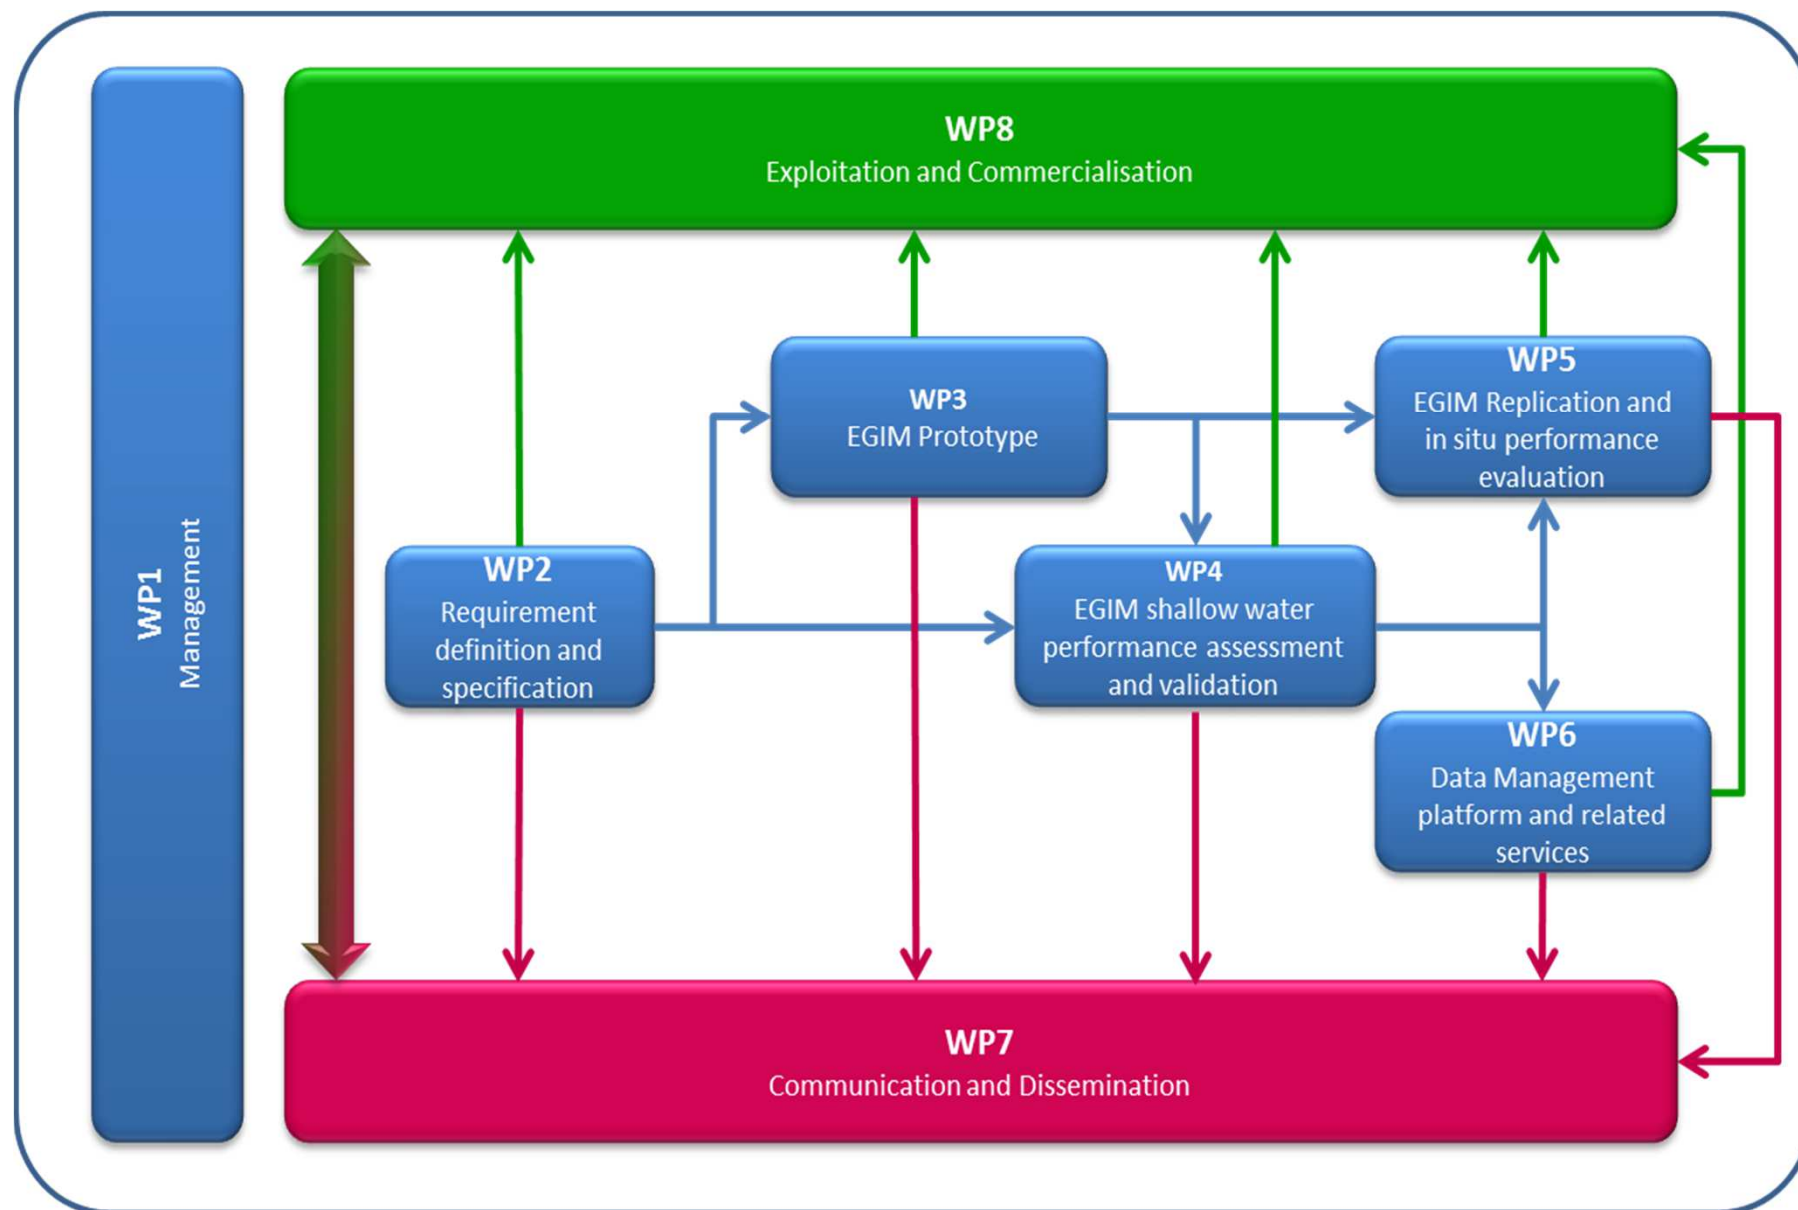 WP1
Management
WP8
Exploitation and Commercialisation
WP3
EGIM Prototype
WP5
EGIM Replication and
in situ performance
evaluation
WP2
Requirement
definition and
specification
WP4
EGIM shallow water
performance assessment
and validation
WP6
Data Management
platform and related
services
WP7
Communication and Dissemination